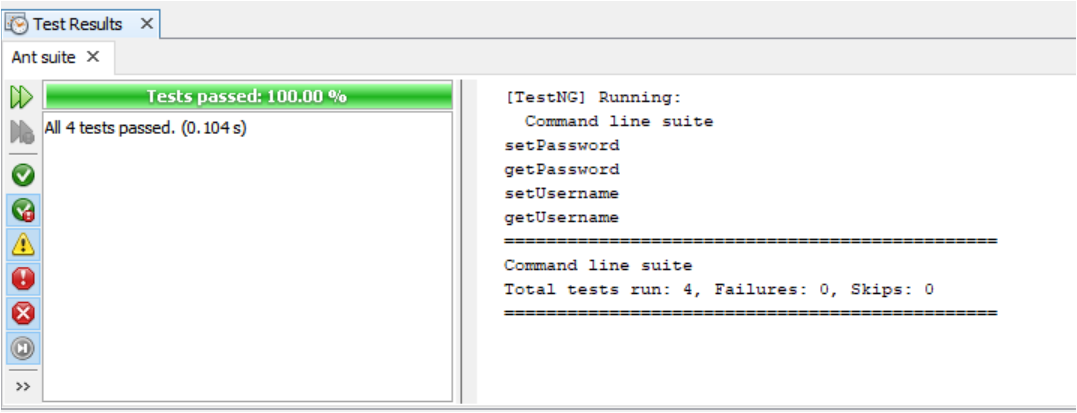 Test Results
Ant suite
Tests passed: 100.00 %
All 4 tests passed. (0.104 s)
[TestNG] Running:
  Command line suite
setPassword
getPassword
setUsername
getUsername
===============================================
Command line suite
Total tests run: 4, Failures: 0, Skips: 0
===============================================